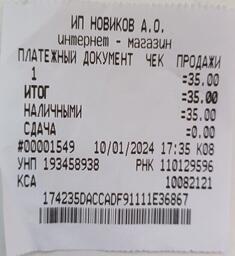 ИП НОВИКОВ А.О.
интернет - магазин
ПЛАТЕЖНЫЙ ДОКУМЕНТ ЧЕК ПРОДАЖИ
1 =35.00
ИТОГ =35.00
НАЛИЧНЫМИ =35.00
СДАЧА =0.00
#00001549 10/01/2024 17:35 К08
УНП 193458938 РНК 110129596
КСА 10082121
174235DACCADF91111E36867